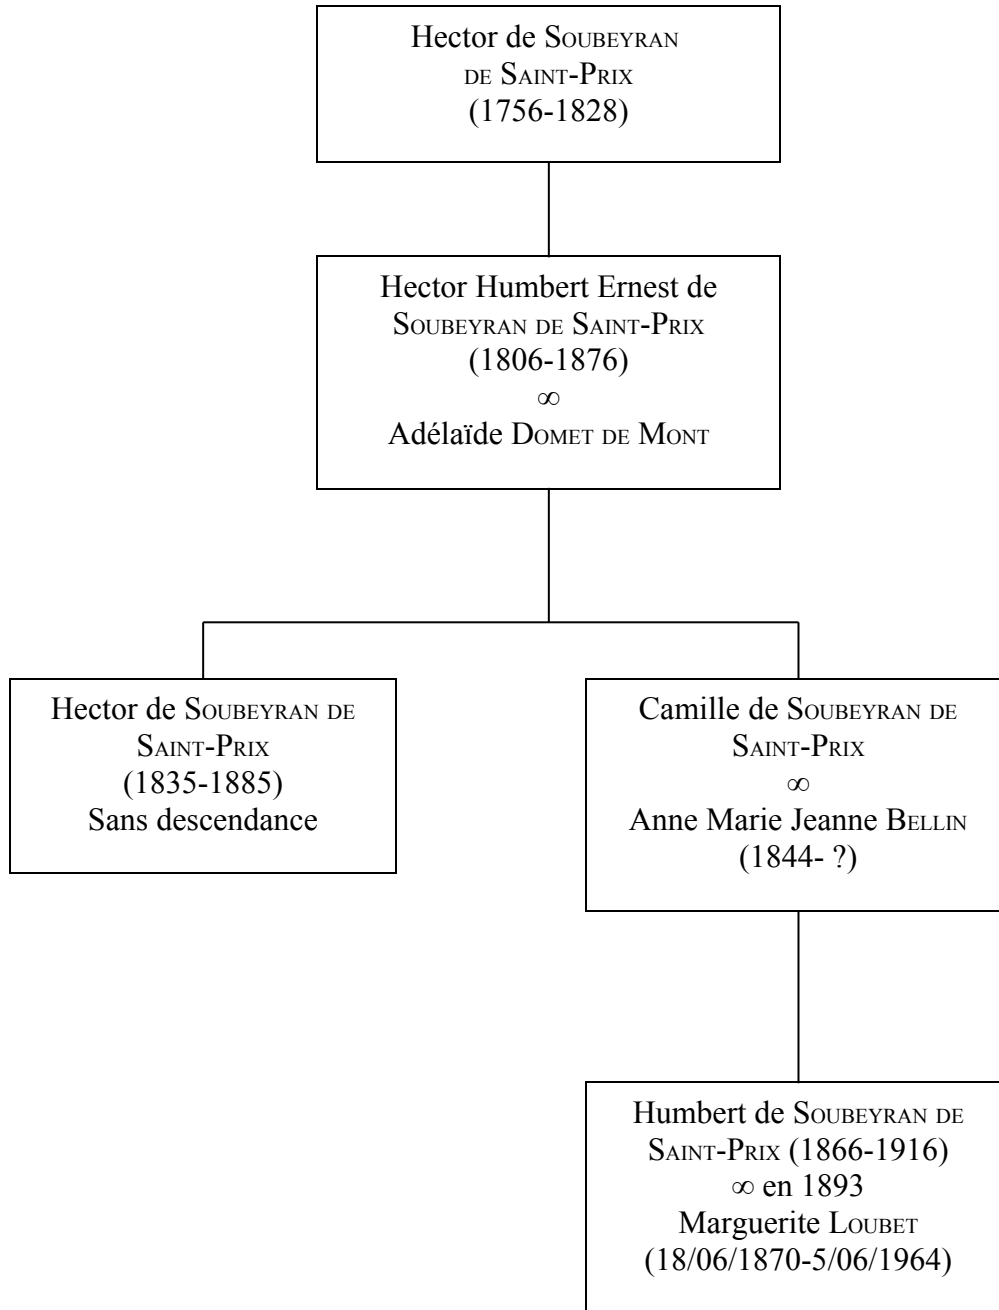 Hector de SOUBEYRAN
DE SAINT-PRIX
(1756-1828)
Hector Humbert Ernest de
SOUBEYRAN DE SAINT-PRIX
(1806-1876)
∞
Adélaïde DOMET DE MONT
Hector de SOUBEYRAN DE
SAINT-PRIX
(1835-1885)
Sans descendance
Camille de SOUBEYRAN DE
SAINT-PRIX
∞
Anne Marie Jeanne BELLIN
(1844- ?)
Humbert de SOUBEYRAN DE
SAINT-PRIX (1866-1916)
∞ en 1893
Marguerite LOUBET
(18/06/1870-5/06/1964)